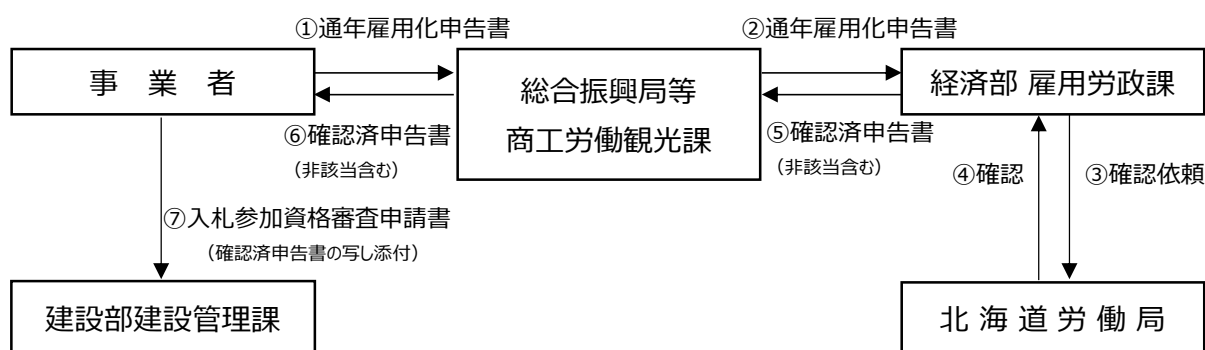 ①通年雇用化申告書
②通年雇用化申告書
事 業 者
総合振興局等
商工労働観光課
経済部 雇用労政課
⑥確認済申告書
(非該当含む)
⑤確認済申告書
(非該当含む)
④確認
③確認依頼
⑦入札参加資格審査申請書
(確認済申告書の写し添付)
建設部建設管理課
北 海 道 労 働 局